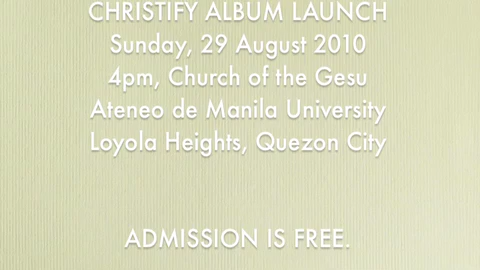 CHRISTIFY ALBUM LAUNCH
Sunday, 29 August 2010
4pm, Church of the Gesu
Ateneo de Manila University
Loyola Heights, Quezon City
ADMISSION IS FREE.